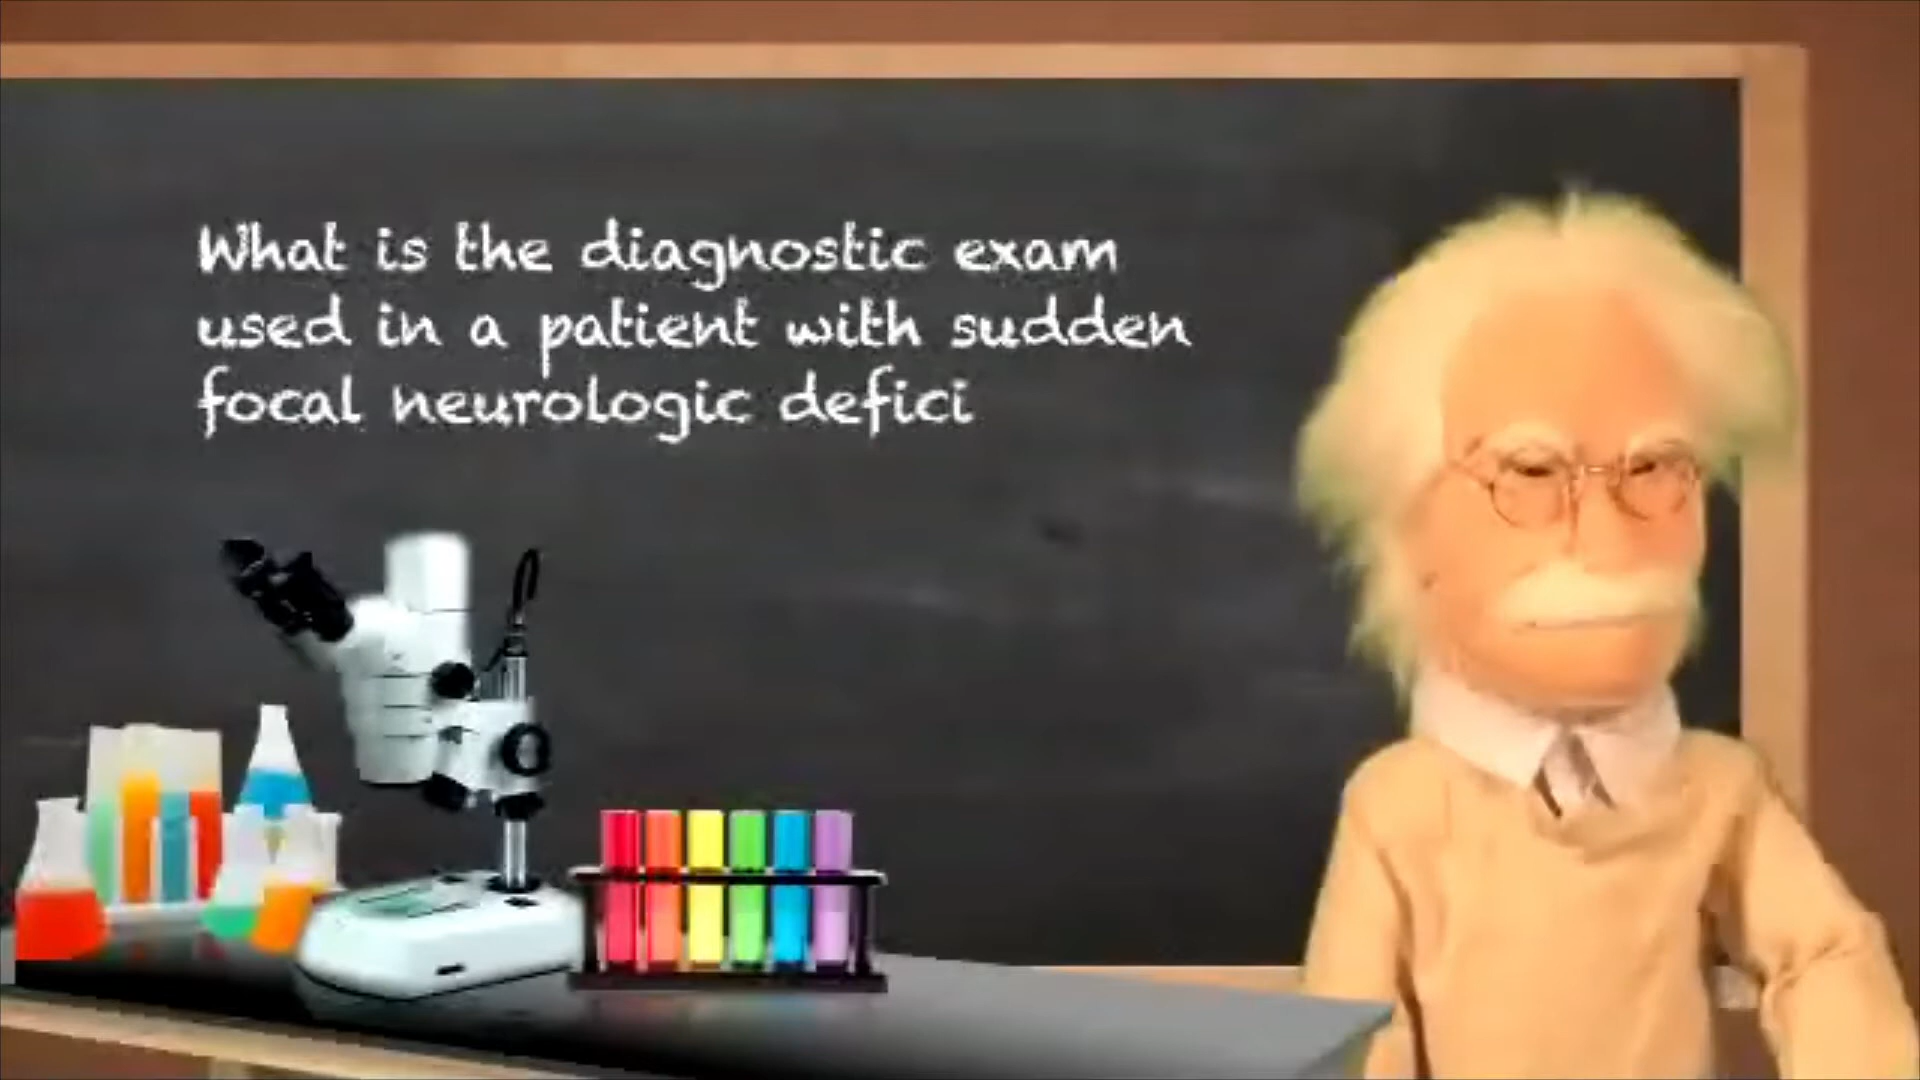 What is the diagnostic exam
used in a patient with sudden
focal neurologic defici